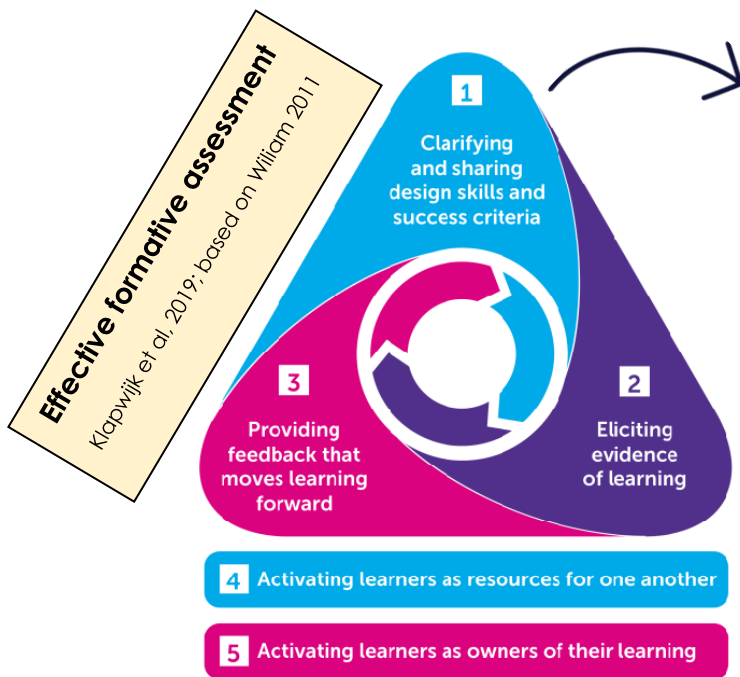 Effective formative assessment
Klapwijk et al, 2019; based on Wiliam 2011
1
Clarifying
and sharing
design skills and
success criteria
2
Eliciting
evidence
of learning
3
Providing
feedback that
moves learning
forward
4 Activating learners as resources for one another
5 Activating learners as owners of their learning